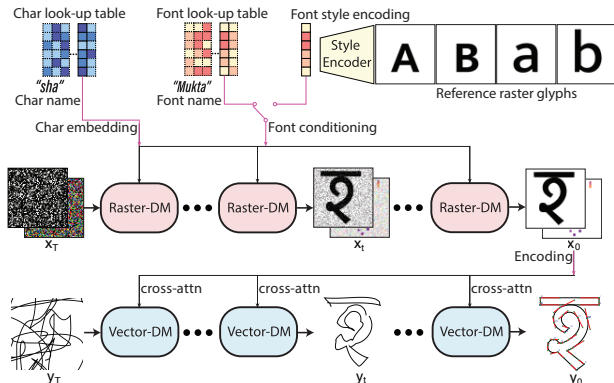 Char look-up table
Font look-up table
Font style encoding
"sha"
Char name
"Mukta"
Font name
Style
Encoder
A B a b
Reference raster glyphs
Char embedding
Font conditioning
Raster-DM
Raster-DM
Raster-DM
श्
श्
x_T
x_t
x_0
Encoding
cross-attn
cross-attn
cross-attn
Vector-DM
Vector-DM
Vector-DM
y_T
y_t
y_0